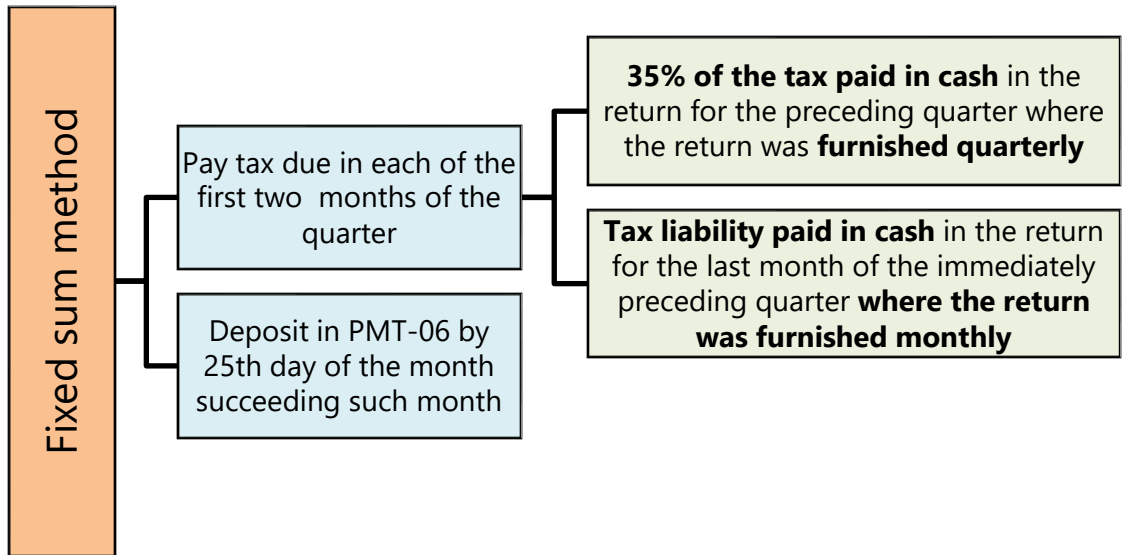 Fixed sum method
Pay tax due in each of the
first two months of the
quarter
Deposit in PMT-06 by
25th day of the month
succeeding such month
35% of the tax paid in cash in the
return for the preceding quarter where
the return was furnished quarterly
Tax liability paid in cash in the return
for the last month of the immediately
preceding quarter where the return
was furnished monthly